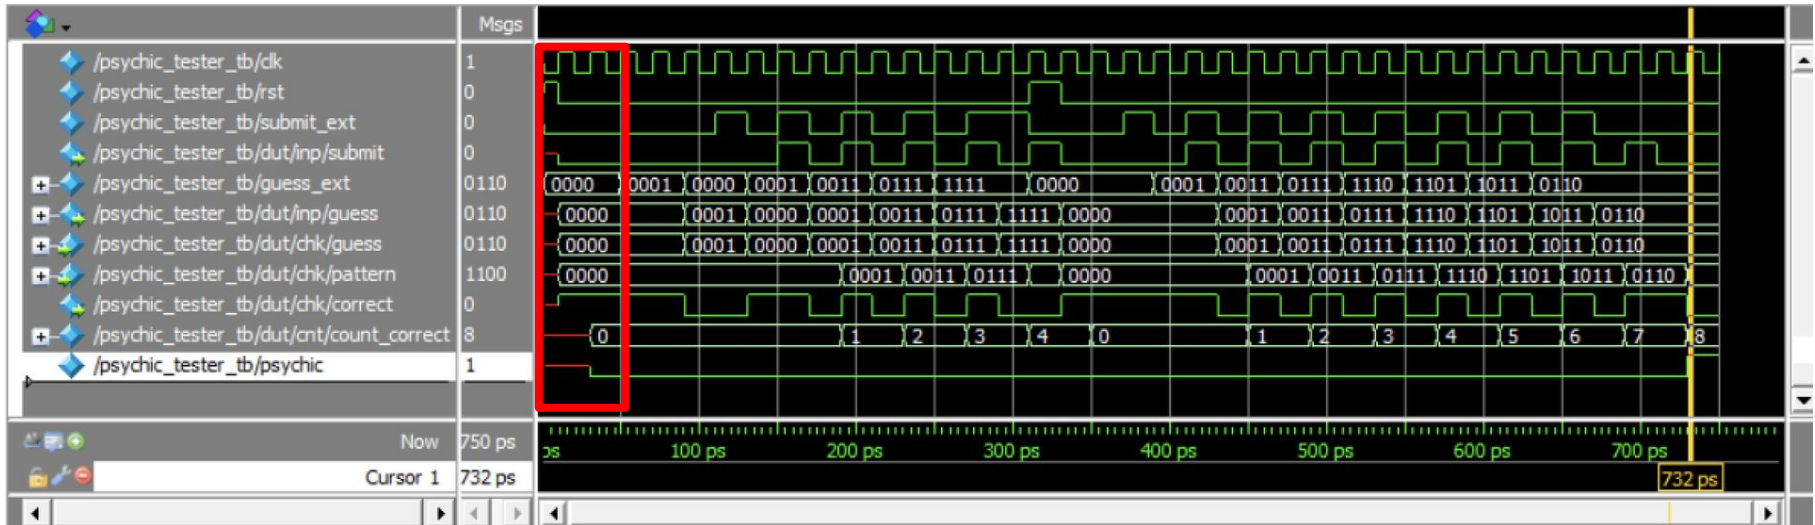 Msgs
/psychic_tester_tb/clk 1
/psychic_tester_tb/rst 0
/psychic_tester_tb/submit_ext 0
/psychic_tester_tb/dut/inp/submit 0
/psychic_tester_tb/guess_ext 0110 0000 0001 0000 0001 0011 0111 1111 0000 0001 0011 0111 1110 1101 1011 0110
/psychic_tester_tb/dut/inp/guess 0110 0000 0001 0000 0001 0011 0111 1111 0000 0001 0011 0111 1110 1101 1011 0110
/psychic_tester_tb/dut/chk/guess 0110 0000 0001 0000 0001 0011 0111 1111 0000 0001 0011 0111 1110 1101 1011 0110
/psychic_tester_tb/dut/chk/pattern 1100 0000 0001 0011 0111 0000 0001 0011 0111 1110 1101 1011 0110
/psychic_tester_tb/dut/chk/correct 0
/psychic_tester_tb/dut/cnt/count_correct 8 0 1 2 3 4 0 1 2 3 4 5 6 7 8
/psychic_tester_tb/psychic 1
Now 750 ps ps 100 ps 200 ps 300 ps 400 ps 500 ps 600 ps 700 ps
Cursor 1 732 ps 732 ps